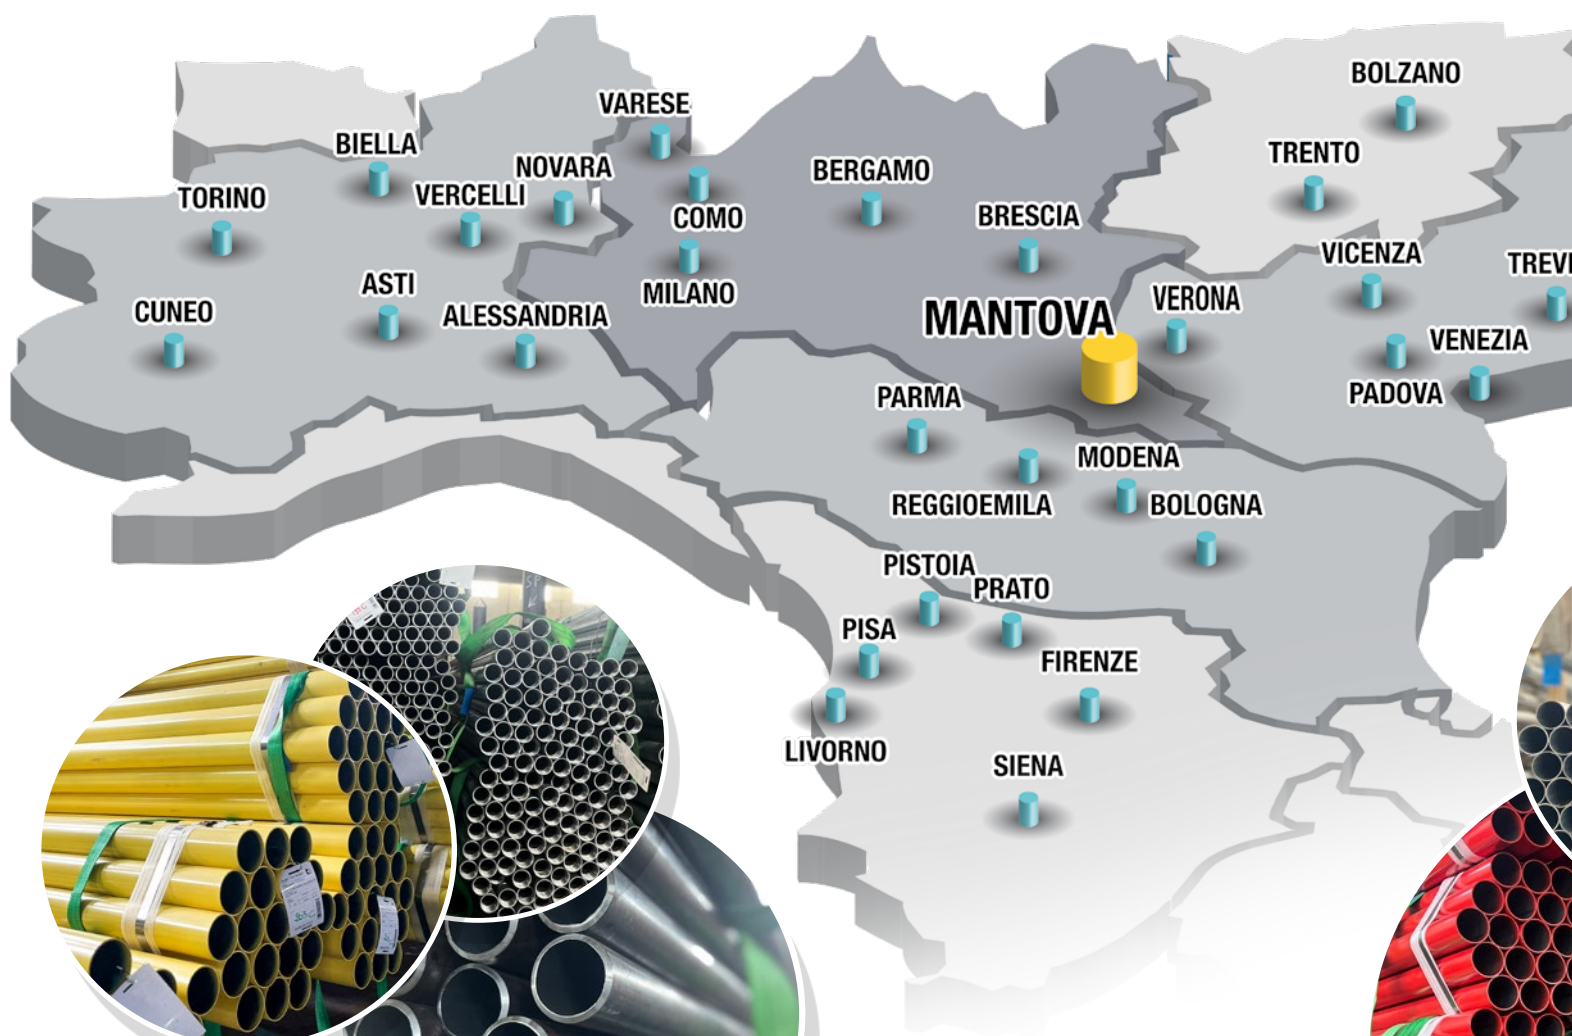 BOLZANO
VARESE
BIELLA
TRENTO
NOVARA
BERGAMO
TORINO
VERCELLI
COMO
BRESCIA
VICENZA
TREVI
ASTI
MILANO
VERONA
CUNEO
ALESSANDRIA
MANTOVA
VENEZIA
PADOVA
PARMA
MODENA
REGGIOEMILA
BOLOGNA
PISTOIA
PRATO
PISA
FIRENZE
LIVORNO
SIENA